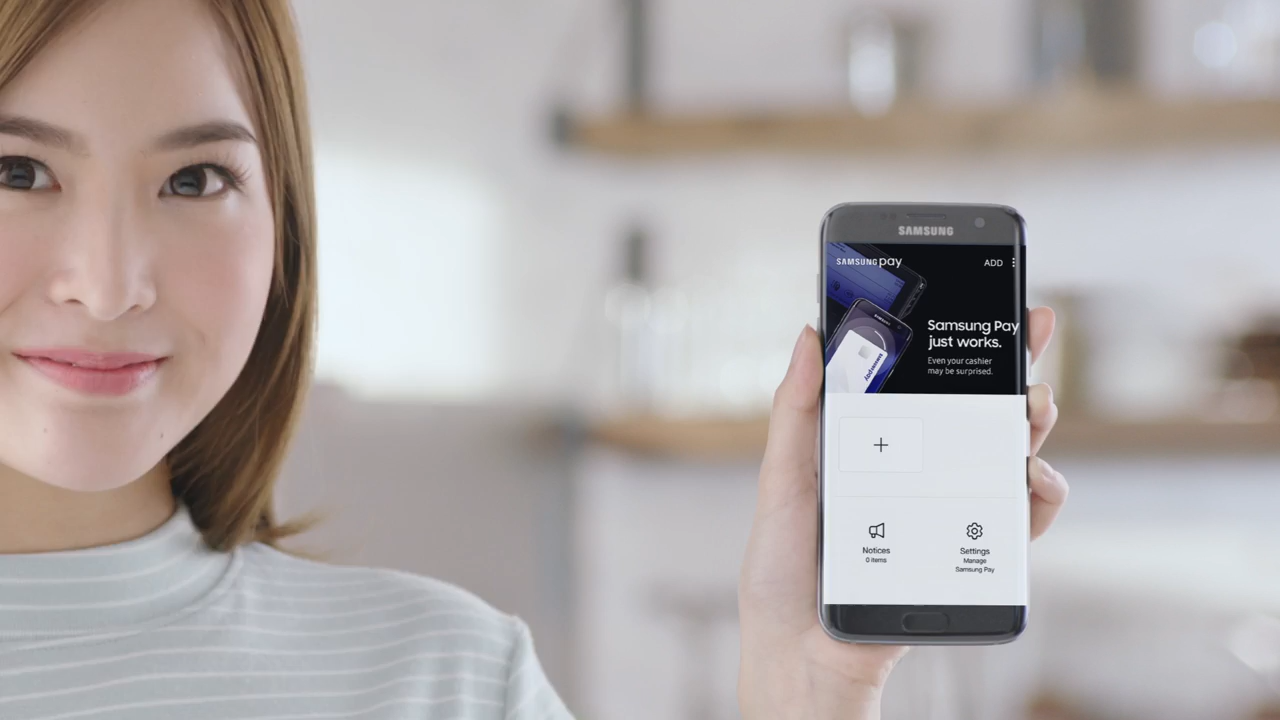 SAMSUNG
SAMSUNG pay
ADD
Samsung Pay
just works.
Even your cashier
may be surprised.
Notices
0 items
Settings
Manage
Samsung Pay